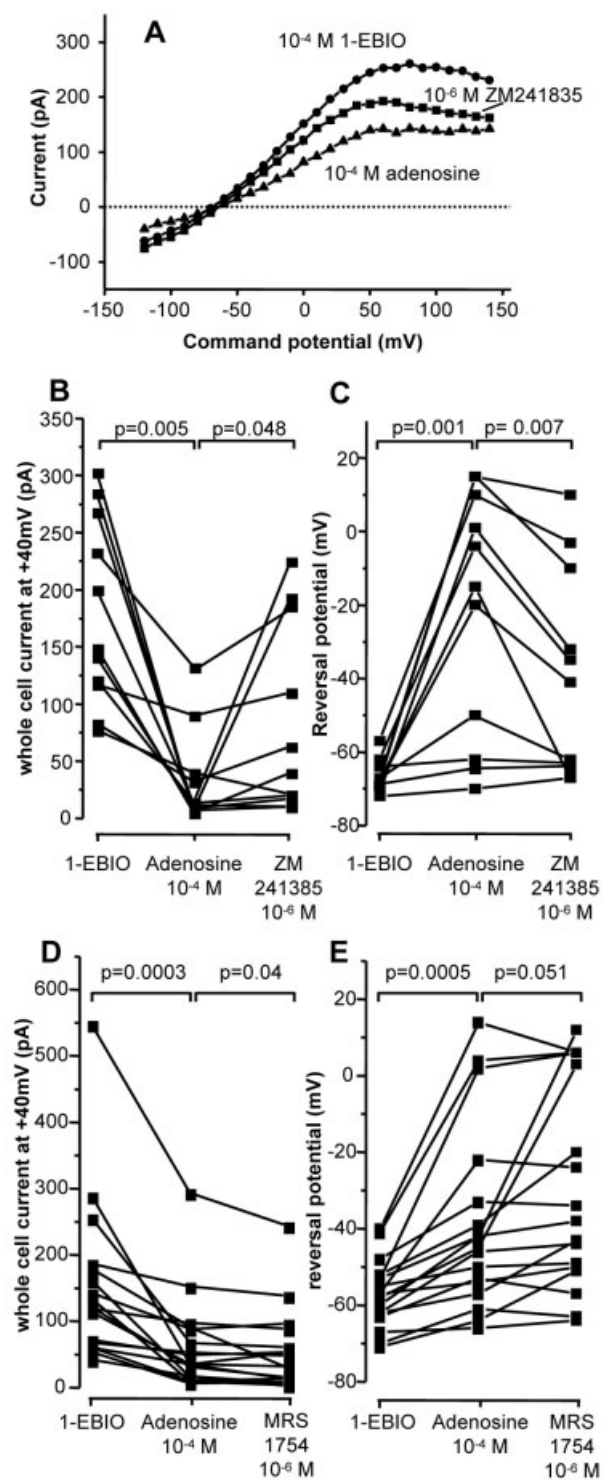 A
10-4 M 1-EBIO
10-6 M ZM241835
10-4 M adenosine
Current (pA)
300
200
100
0
-100
-150 -100 -50 0 50 100 150
Command potential (mV)
B
p=0.005 p=0.048
whole cell current at +40mV (pA)
350
300
250
200
150
100
50
0
1-EBIO Adenosine ZM
10-4 M 241385
10-6 M
C
p=0.001 p= 0.007
Reversal potential (mV)
20
0
-20
-40
-60
-80
1-EBIO Adenosine ZM
10-4 M 241385
10-6 M
D
p=0.0003 p=0.04
whole cell current at +40mV (pA)
600
500
400
300
200
100
0
1-EBIO Adenosine MRS
10-4 M 1754
10-6 M
E
p=0.0005 p=0.051
reversal potential (mV)
20
0
-20
-40
-60
-80
1-EBIO Adenosine MRS
10-4 M 1754
10-6 M